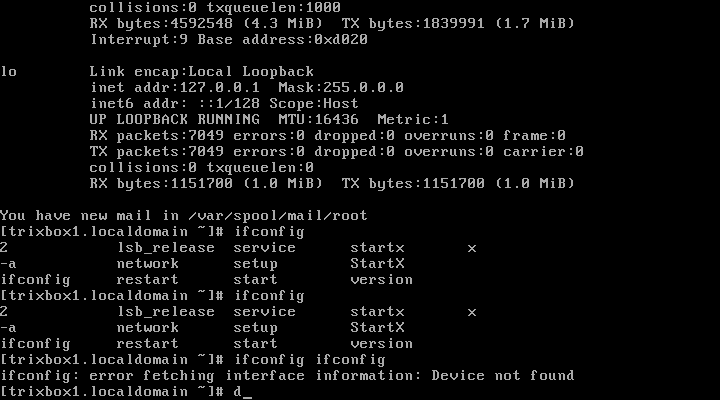 collisions:0 txqueuelen:1000
RX bytes:4592548 (4.3 MiB)  TX bytes:1839991 (1.7 MiB)
Interrupt:9 Base address:0xd020
lo        Link encap:Local Loopback
inet addr:127.0.0.1  Mask:255.0.0.0
inet6 addr: ::1/128 Scope:Host
UP LOOPBACK RUNNING  MTU:16436  Metric:1
RX packets:7049 errors:0 dropped:0 overruns:0 frame:0
TX packets:7049 errors:0 dropped:0 overruns:0 carrier:0
collisions:0 txqueuelen:0
RX bytes:1151700 (1.0 MiB)  TX bytes:1151700 (1.0 MiB)
You have new mail in /var/spool/mail/root
[trixbox1.localdomain ~]# ifconfig
2            lsb_release  service      startx       x
-a           network      setup        StartX
ifconfig     restart      start        version
[trixbox1.localdomain ~]# ifconfig
2            lsb_release  service      startx       x
-a           network      setup        StartX
ifconfig     restart      start        version
[trixbox1.localdomain ~]# ifconfig ifconfig
ifconfig: error fetching interface information: Device not found
[trixbox1.localdomain ~]# d_